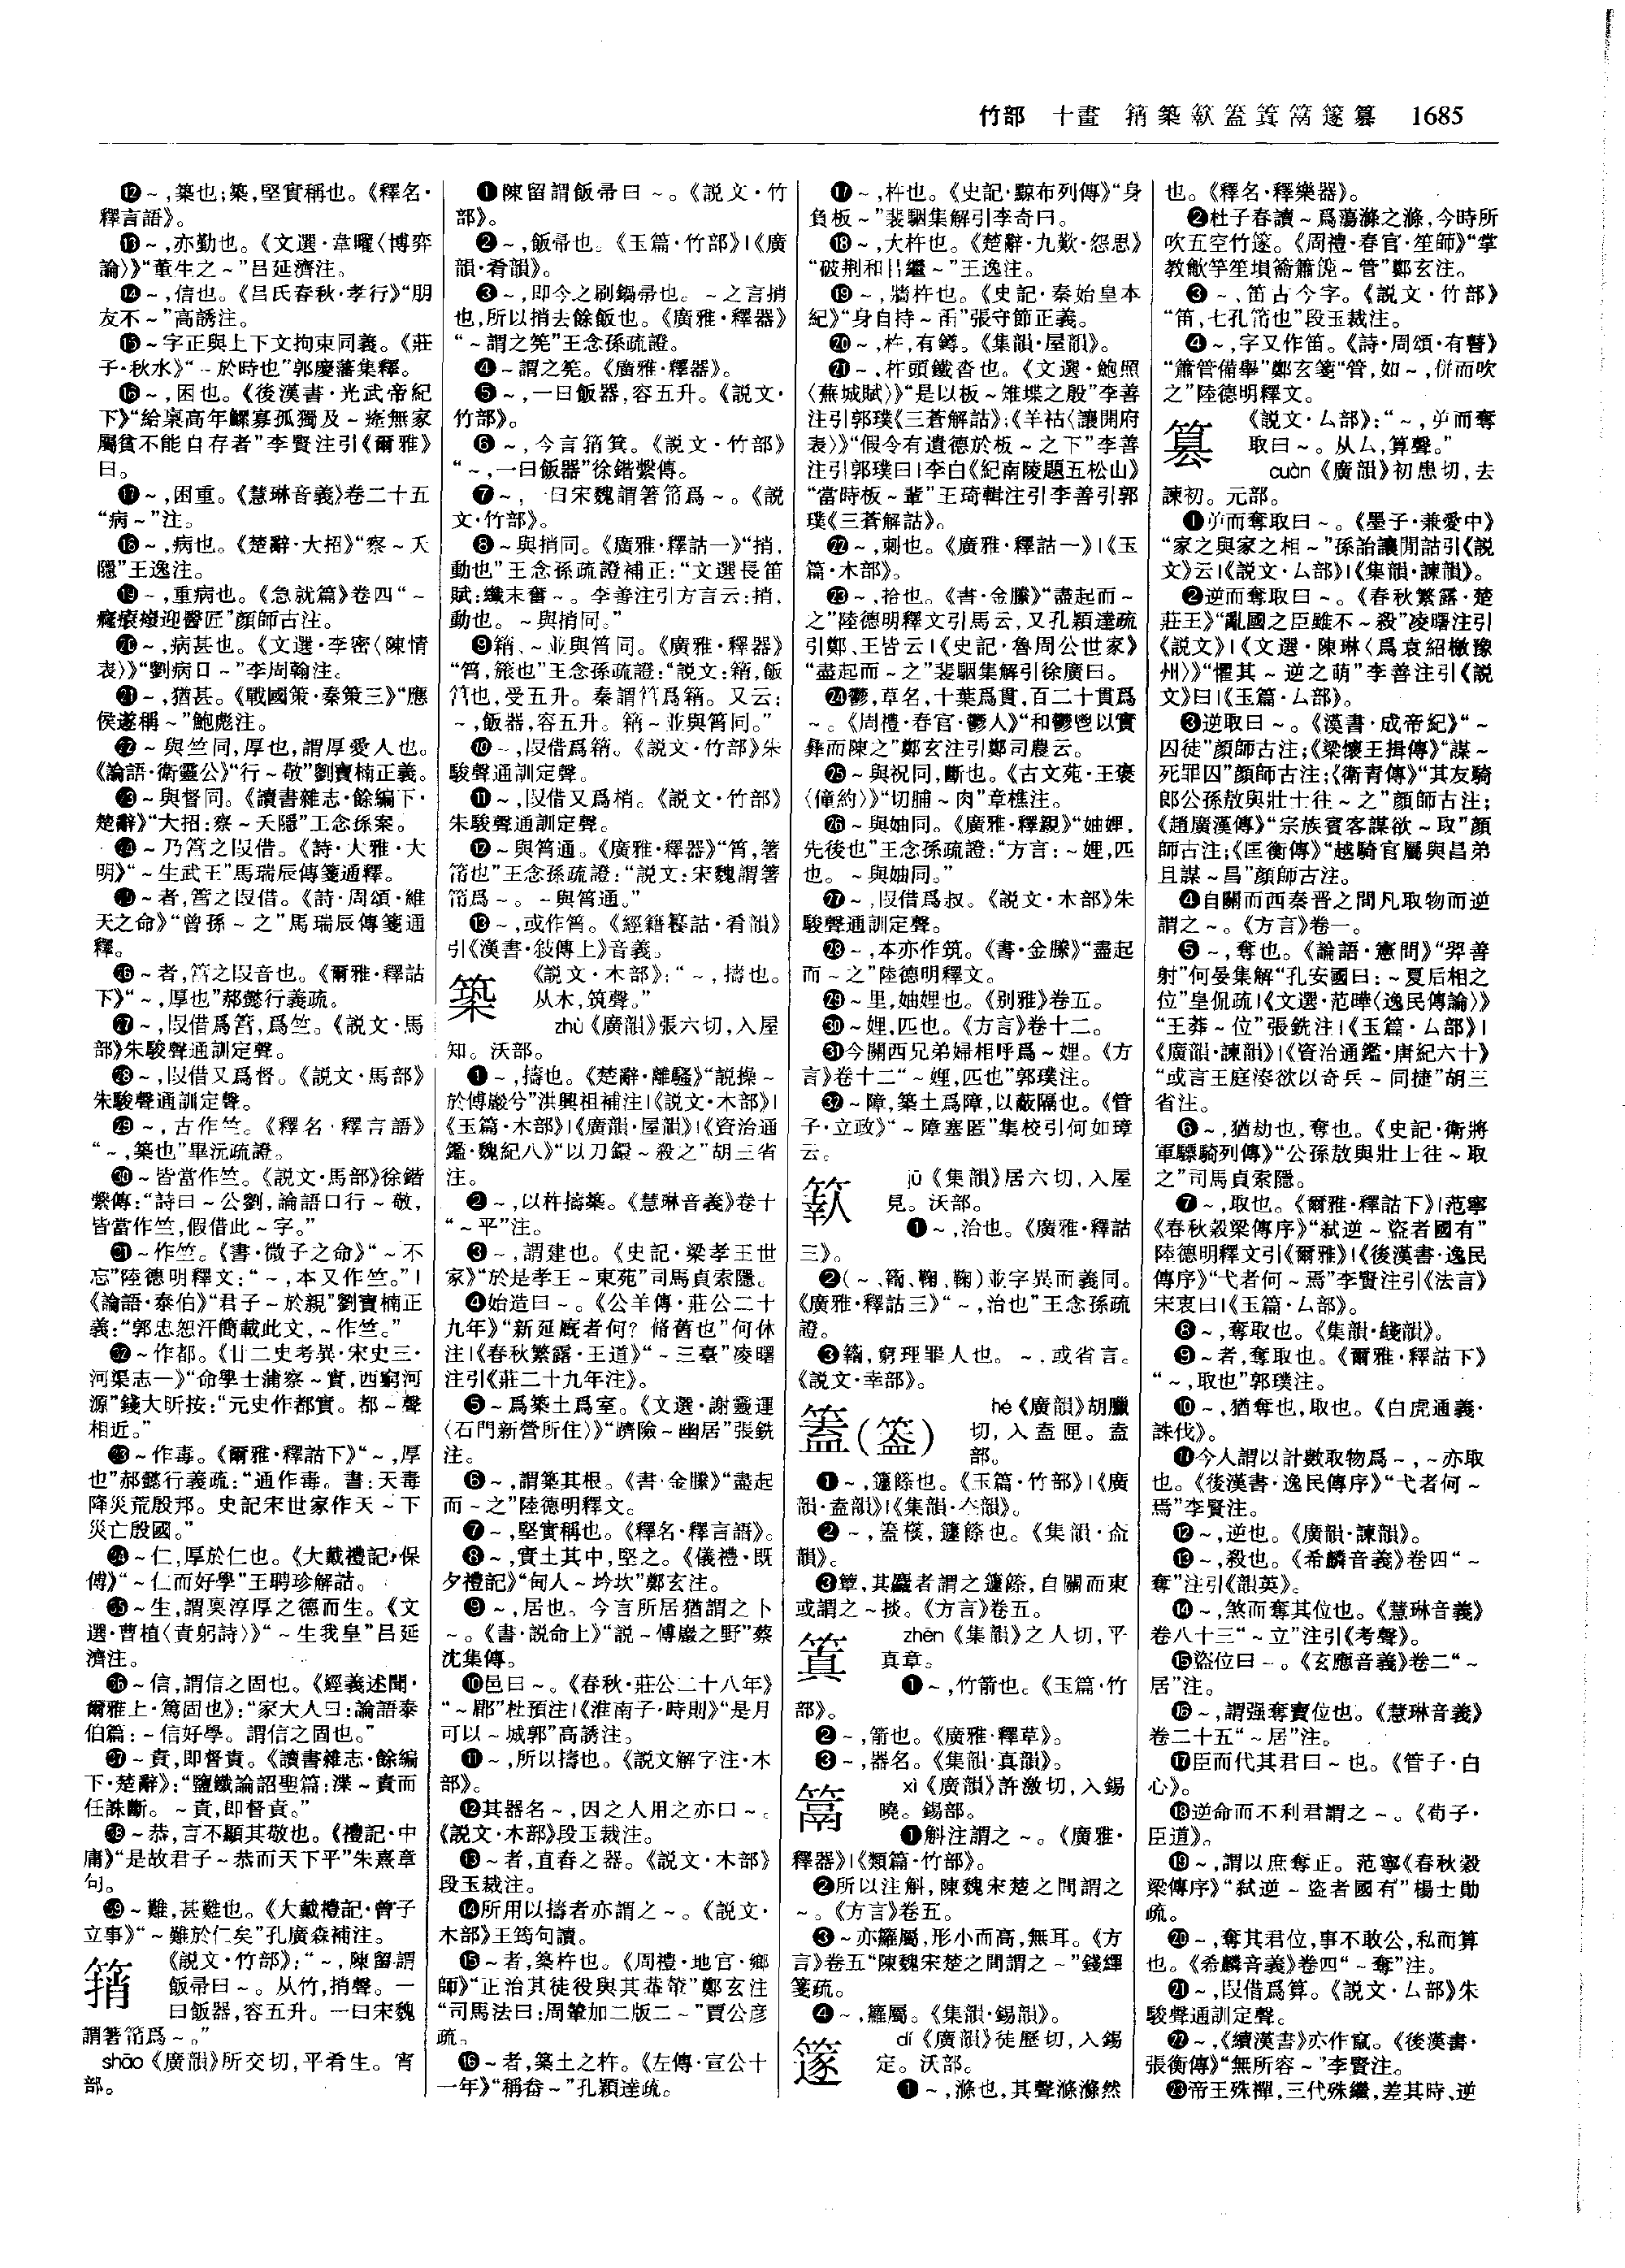 竹部　十畫　箾築簐簋寘䈪篴篡　1685
⓬～,築也;築,堅實稱也。《釋名·
釋言語》。
⓭～,亦勤也。《文選·韋曜〈博弈
論〉》“董生之～”呂延濟注。
⓮～,信也。《呂氏春秋·孝行》“朋
友不～”高誘注。
⓯～字正與上下文拘束同義。《莊
子·秋水》“～於時也”郭慶藩集釋。
⓰～,困也。《後漢書·光武帝紀
下》“給稟高年鰥寡孤獨及～癃無家
屬貧不能自存者”李賢注引《爾雅》
曰。
⓱～,困重。《慧琳音義》卷二十五
“病～”注。
⓲～,病也。《楚辭·大招》“察～夭
隱”王逸注。
⓳～,重病也。《急就篇》卷四“～
癃瘝癈迎醫匠”顏師古注。
⓴～,病甚也。《文選·李密〈陳情
表〉》“劉病日～”李周翰注。
㉑～,猶甚。《戰國策·秦策三》“應
侯遂稱～”鮑彪注。
㉒～與竺同,厚也,謂厚愛人也。
《論語·衛靈公》“行～敬”劉寶楠正義。
㉓～與督同。《讀書雜志·餘編下·
楚辭》“大招:察～夭隱”王念孫案。
㉔～乃䈞之叚借。《詩·大雅·大
明》“～生武王”馬瑞辰傳箋通釋。
㉕～者,䈞之叚借。《詩·周頌·維
天之命》“曾孫～之”馬瑞辰傳箋通
釋。
㉖～者,䈞之叚音也。《爾雅·釋詁
下》“～,厚也”郝懿行義疏。
㉗～,叚借爲䈞,爲竺。《說文·馬
部》朱駿聲通訓定聲。
㉘～,叚借又爲督。《說文·馬部》
朱駿聲通訓定聲。
㉙～,古作竺。《釋名·釋言語》
“～,築也”畢沅疏證。
㉚～皆當作竺。《說文·馬部》徐鍇
繫傳:“詩曰～公劉,論語曰行～敬,
皆當作竺,假借此～字。”
㉛～作竺。《書·微子之命》“～不
忘”陸德明釋文:“～,本又作竺。”|
《論語·泰伯》“君子～於親”劉寶楠正
義:“郭忠恕汗簡載此文,～作竺。”
㉜～作都。《廿二史考異·宋史三·
河渠志一》“命學士蒲察～實,西窮河
源”錢大昕按:“元史作都實。都～聲
相近。”
㉝～作毒。《爾雅·釋詁下》“～,厚
也”郝懿行義疏:“通作毒。書:天毒
降災荒殷邦。史記宋世家作天～下
災亡殷國。”
㉞～仁,厚於仁也。《大戴禮記·保
傅》“～仁而好學”王聘珍解詁。
㉟～生,謂稟淳厚之德而生。《文
選·曹植〈責躬詩〉》“～生我皇”呂延
濟注。
㊱～信,謂信之固也。《經義述聞·
爾雅上·篤固也》:“家大人曰:論語泰
伯篇:～信好學。謂信之固也。”
㊲～責,即督責。《讀書雜志·餘編
下·楚辭》:“鹽鐵論詔聖篇:渫～責而
任誅斷。～責,即督責。”
㊳～恭,言不顯其敬也。《禮記·中
庸》“是故君子～恭而天下平”朱熹章
句。
㊴～難,甚難也。《大戴禮記·曾子
立事》“～難於仁矣”孔廣森補注。
䈰　《說文·竹部》:“～,陳留謂
飯帚曰～。从竹,捎聲。一
曰飯器,容五升。一曰宋魏
謂箸筩爲～。”
shāo《廣韻》所交切,平肴生。宵
部。
❶陳留謂飯帚曰～。《說文·竹
部》。
❷～,飯帚也。《玉篇·竹部》|《廣
韻·肴韻》。
❸～,即今之刷鍋帚也。～之言捎
也,所以捎去餘飯也。《廣雅·釋器》
“～謂之筅”王念孫疏證。
❹～謂之筅。《廣雅·釋器》。
❺～,一曰飯器,容五升。《說文·
竹部》。
❻～,今言筲箕。《說文·竹部》
“～,一曰飯器”徐鍇繫傳。
❼～,一曰宋魏謂箸筩爲～。《說
文·竹部》。
❽～與捎同。《廣雅·釋詁一》“捎,
動也”王念孫疏證補正:“文選長笛
賦:纖末奮～。李善注引方言云:捎,
動也。～與捎同。”
❾䈾、～並與筲同。《廣雅·釋器》
“筲,䉛也”王念孫疏證:“說文:䈾,飯
筥也,受五升。秦謂筥爲䈾。又云:
～,飯器,容五升。䈾～並與筲同。”
❿～,叚借爲䈾。《說文·竹部》朱
駿聲通訓定聲。
⓫～,叚借又爲梢。《說文·竹部》
朱駿聲通訓定聲。
⓬～與筲通。《廣雅·釋器》“筲,箸
筩也”王念孫疏證:“說文:宋魏謂箸
筩爲～。～與筲通。”
⓭～,或作筲。《經籍籑詁·肴韻》
引《漢書·敍傳上》音義。
築　《說文·木部》:“～,擣也。
从木,筑聲。”
zhù《廣韻》張六切,入屋
知。沃部。
❶～,擣也。《楚辭·離騷》“說操～
於傅巖兮”洪興祖補注|《說文·木部》|
《玉篇·木部》|《廣韻·屋韻》|《資治通
鑑·魏紀八》“以刀鐶～殺之”胡三省
注。
❷～,以杵擣築。《慧琳音義》卷十
“～平”注。
❸～,謂建也。《史記·梁孝王世
家》“於是孝王～東苑”司馬貞索隱。
❹始造曰～。《公羊傳·莊公二十
九年》“新延廄者何?脩舊也”何休
注|《春秋繁露·王道》“～三臺”凌曙
注引《莊二十九年注》。
❺～爲築土爲室。《文選·謝靈運
〈石門新營所住〉》“躋險～幽居”張銑
注。
❻～,謂築其根。《書·金縢》“盡起
而～之”陸德明釋文。
❼～,堅實稱也。《釋名·釋言語》。
❽～,實土其中,堅之。《儀禮·既
夕禮記》“甸人～坅坎”鄭玄注。
❾～,居也。今言所居猶謂之卜
～。《書·說命上》“說～傅巖之野”蔡
沈集傳。
❿邑曰～。《春秋·莊公二十八年》
“～郿”杜預注|《淮南子·時則》“是月
可以～城郭”高誘注。
⓫～,所以擣也。《說文解字注·木
部》。
⓬其器名～,因之人用之亦曰～。
《說文·木部》段玉裁注。
⓭～者,直舂之器。《說文·木部》
段玉裁注。
⓮所用以擣者亦謂之～。《說文·
木部》王筠句讀。
⓯～者,築杵也。《周禮·地官·鄉
師》“正治其徒役與其輂輦”鄭玄注
“司馬法曰:周輦加二版二～”賈公彥
疏。
⓰～者,築土之杵。《左傳·宣公十
一年》“稱畚～”孔穎達疏。
⓱～,杵也。《史記·黥布列傳》“身
負板～”裴駰集解引李奇曰。
⓲～,大杵也。《楚辭·九歎·怨思》
“破荊和以繼～”王逸注。
⓳～,牆杵也。《史記·秦始皇本
紀》“身自持～臿”張守節正義。
⓴～,杵,有鐏。《集韻·屋韻》。
㉑～,杵頭鐵沓也。《文選·鮑照
〈蕪城賦〉》“是以板～雉堞之殷”李善
注引郭璞《三蒼解詁》;《羊祜〈讓開府
表〉》“假令有遺德於板～之下”李善
注引郭璞曰|李白《紀南陵題五松山》
“當時板～輩”王琦輯注引李善引郭
璞《三蒼解詁》。
㉒～,刺也。《廣雅·釋詁一》|《玉
篇·木部》。
㉓～,拾也。《書·金縢》“盡起而～
之”陸德明釋文引馬云,又孔穎達疏
引鄭、王皆云|《史記·魯周公世家》
“盡起而～之”裴駰集解引徐廣曰。
㉔鬱,草名,十葉爲貫,百二十貫爲
～。《周禮·春官·鬱人》“和鬱鬯以實
彝而陳之”鄭玄注引鄭司農云。
㉕～與祝同,斷也。《古文苑·王褒
〈僮約〉》“切脯～肉”章樵注。
㉖～與妯同。《廣雅·釋親》“妯娌,
先後也”王念孫疏證:“方言:～娌,匹
也。～與妯同。”
㉗～,叚借爲叔。《說文·木部》朱
駿聲通訓定聲。
㉘～,本亦作筑。《書·金縢》“盡起
而～之”陸德明釋文。
㉙～里,妯娌也。《別雅》卷五。
㉚～娌,匹也。《方言》卷十二。
㉛今關西兄弟婦相呼爲～娌。《方
言》卷十二“～娌,匹也”郭璞注。
㉜～障,築土爲障,以蔽隔也。《管
子·立政》“～障塞匿”集校引何如璋
云。
jū《集韻》居六切,入屋
見。沃部。
❶～,治也。《廣雅·釋詁
三》。
❷(～、䉤、鞠、鞫)並字異而義同。
《廣雅·釋詁三》“～,治也”王念孫疏
證。
❸䉤,窮理罪人也。～,或省言。
《說文·㚔部》。
hé《廣韻》胡臘
切,入盍匣。盍
部。
❶～,籧篨也。《玉篇·竹部》|《廣
韻·盍韻》|《集韻·盍韻》。
❷～,蓋棪,籧篨也。《集韻·盍
韻》。
❸簟,其麤者謂之籧篨,自關而東
或謂之～掞。《方言》卷五。
zhēn《集韻》之人切,平
真章。
❶～,竹箭也。《玉篇·竹
部》。
❷～,箭也。《廣雅·釋草》。
❸～,器名。《集韻·真韻》。
xì《廣韻》許激切,入錫
曉。錫部。
❶㪺注謂之～。《廣雅·
釋器》|《類篇·竹部》。
❷所以注斛,陳魏宋楚之間謂之
～。《方言》卷五。
❸～亦籮屬,形小而高,無耳。《方
言》卷五“陳魏宋楚之間謂之～”錢繹
箋疏。
❹～,籮屬。《集韻·錫韻》。
篴　dí《廣韻》徒歷切,入錫
定。沃部。
❶～,滌也,其聲滌滌然
也。《釋名·釋樂器》。
❷杜子春讀～爲蕩滌之滌,今時所
吹五空竹篴。《周禮·春官·笙師》“掌
教龡竽笙塤籥簫篪～管”鄭玄注。
❸～、笛古今字。《說文·竹部》
“笛,七孔筩也”段玉裁注。
❹～,字又作笛。《詩·周頌·有瞽》
“簫管備舉”鄭玄箋“管,如～,併而吹
之”陸德明釋文。
篡　《說文·厶部》:“～,屰而奪
取曰～。从厶,算聲。”
cuàn《廣韻》初患切,去
諫初。元部。
❶屰而奪取曰～。《墨子·兼愛中》
“家之與家之相～”孫詒讓閒詁引《說
文》云|《說文·厶部》|《集韻·諫韻》。
❷逆而奪取曰～。《春秋繁露·楚
莊王》“亂國之臣雖不～殺”凌曙注引
《說文》|《文選·陳琳〈爲袁紹檄豫
州〉》“懼其～逆之萌”李善注引《說
文》曰|《玉篇·厶部》。
❸逆取曰～。《漢書·成帝紀》“～
囚徒”顏師古注;《梁懷王揖傳》“謀～
死罪囚”顏師古注;《衛青傳》“其友騎
郎公孫敖與壯士往～之”顏師古注;
《趙廣漢傳》“宗族賓客謀欲～取”顏
師古注;《匡衡傳》“越騎官屬與昌弟
且謀～昌”顏師古注。
❹自關而西秦晉之間凡取物而逆
謂之～。《方言》卷一。
❺～,奪也。《論語·憲問》“羿善
射”何晏集解“孔安國曰:～夏后相之
位”皇侃疏|《文選·范曄〈逸民傳論〉》
“王莽～位”張銑注|《玉篇·厶部》|
《廣韻·諫韻》|《資治通鑑·唐紀六十》
“或言王庭湊欲以奇兵～同捷”胡三
省注。
❻～,猶劫也,奪也。《史記·衛將
軍驃騎列傳》“公孫敖與壯士往～取
之”司馬貞索隱。
❼～,取也。《爾雅·釋詁下》|范寧
《春秋穀梁傳序》“弒逆～盜者國有”
陸德明釋文引《爾雅》|《後漢書·逸民
傳序》“弋者何～焉”李賢注引《法言》
宋衷曰|《玉篇·厶部》。
❽～,奪取也。《集韻·綫韻》。
❾～者,奪取也。《爾雅·釋詁下》
“～,取也”郭璞注。
❿～,猶奪也,取也。《白虎通義·
誅伐》。
⓫今人謂以計數取物爲～,～亦取
也。《後漢書·逸民傳序》“弋者何～
焉”李賢注。
⓬～,逆也。《廣韻·諫韻》。
⓭～,殺也。《希麟音義》卷四“～
奪”注引《韻英》。
⓮～,煞而奪其位也。《慧琳音義》
卷八十三“～立”注引《考聲》。
⓯盜位曰～。《玄應音義》卷二“～
居”注。
⓰～,謂强奪寶位也。《慧琳音義》
卷二十五“～居”注。
⓱臣而代其君曰～也。《管子·白
心》。
⓲逆命而不利君謂之～。《荀子·
臣道》。
⓳～,謂以庶奪正。范寧《春秋穀
梁傳序》“弒逆～盜者國有”楊士勛
疏。
⓴～,奪其君位,事不敢公,私而算
也。《希麟音義》卷四“～奪”注。
㉑～,叚借爲算。《說文·厶部》朱
駿聲通訓定聲。
㉒～,《續漢書》亦作竄。《後漢書·
張衡傳》“無所容～”李賢注。
㉓帝王殊禪,三代殊繼,差其時、逆